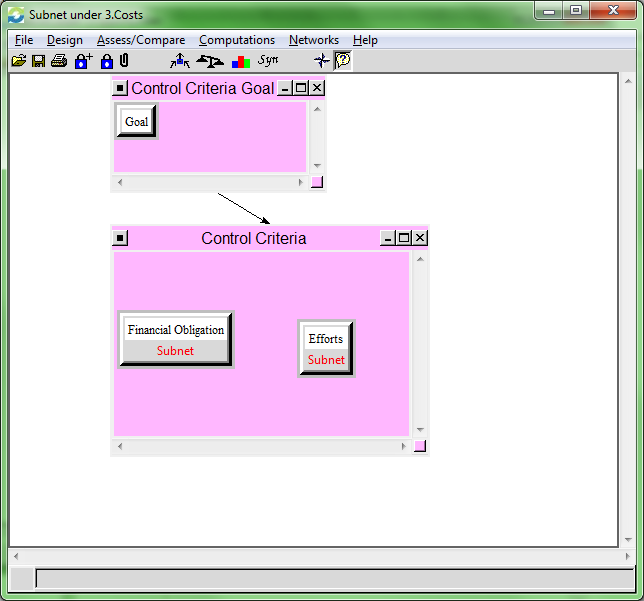 Subnet under 3.Costs
File Design Assess/Compare Computations Networks Help
Syn
Control Criteria Goal
Goal
Control Criteria
Financial Obligation
Subnet
Efforts
Subnet